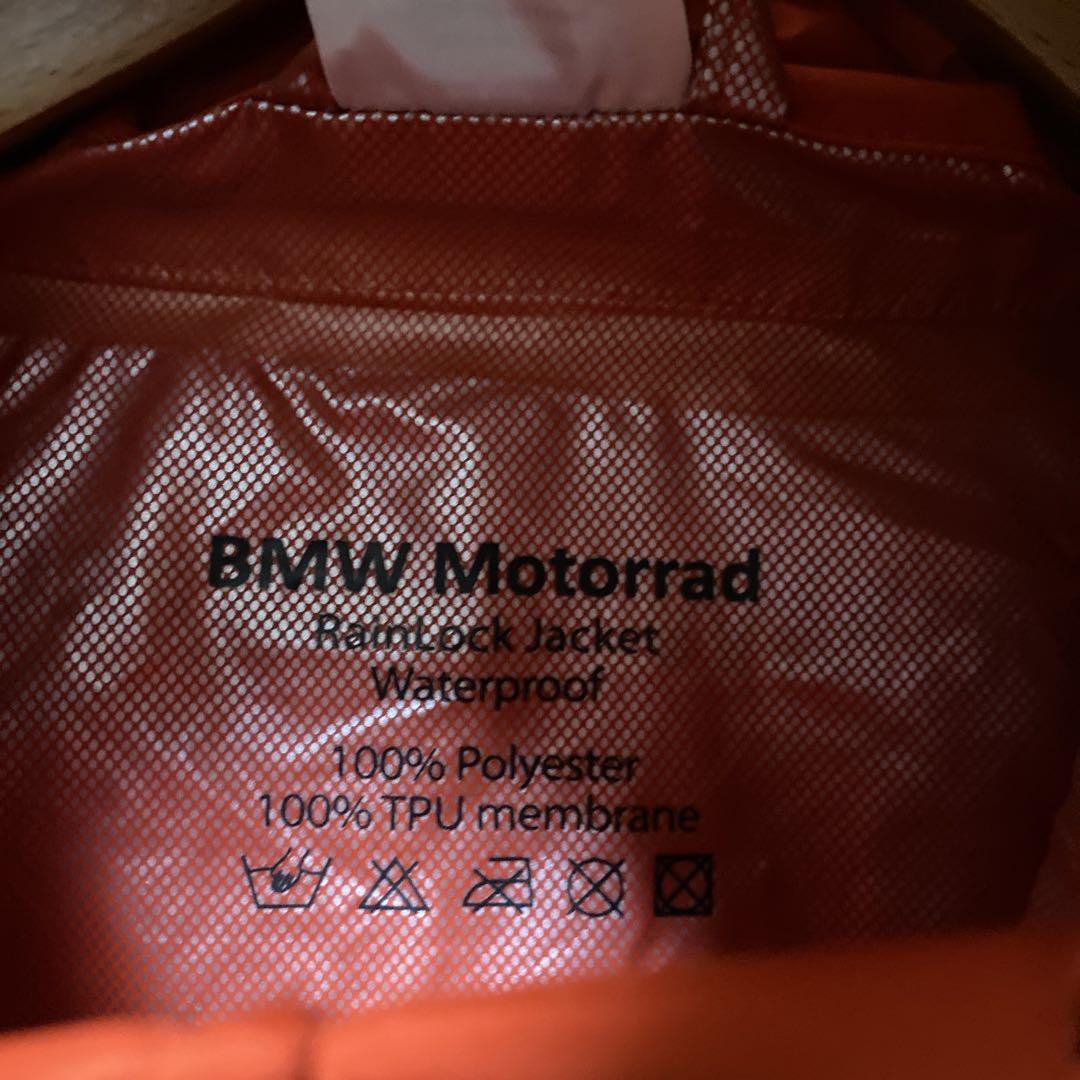 BMW Motorrad
RainLock Jacket
Waterproof
100% Polyester
100% TPU membrane